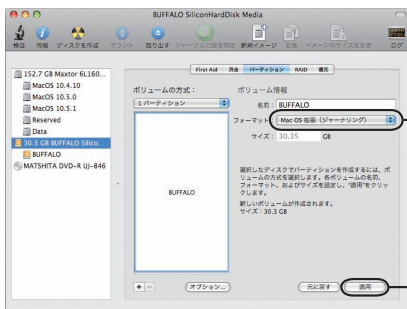 BUFFALO SiliconHardDisk Media
検証 情報 ディスクを作成 マウント 取り出す ジャーナルに切り替え 新規イメージ 変換 イメージのサイズを変更 ログ
First Aid 消去 パーティション RAID 復元
152.7 GB Maxtor 6L160...
MacOS 10.4.10
MacOS 10.5.0
MacOS 10.5.1
Reserved
Data
30.3 GB BUFFALO Silico...
BUFFALO
MATSHITA DVD-R UJ-846
ボリュームの方式：
1 パーティション
BUFFALO
ボリューム情報
名前： BUFFALO
フォーマット： Mac OS 拡張（ジャーナリング）
サイズ： 30.35 GB
選択したディスクでパーティションを作成するには、ボ
リュームの方式を選択します。各ボリュームの名前、
フォーマット、およびサイズを設定し、“適用”をクリッ
クします。
新しいボリュームが作成されます。
サイズ：30.3 GB
+ − オプション... 元に戻す 適用